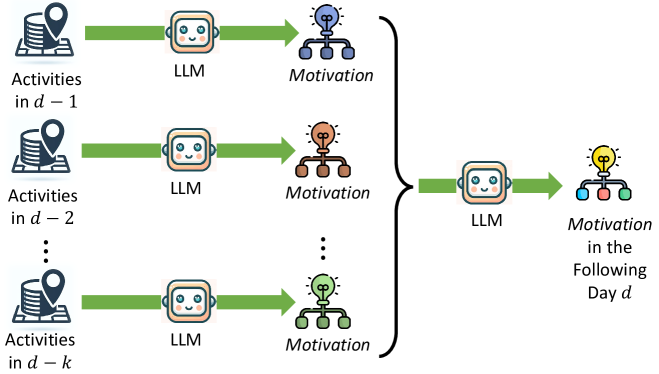 Activities
in d − 1
LLM
Motivation
Activities
in d − 2
LLM
Motivation
LLM
Motivation
in the
Following
Day d
Activities
in d − k
LLM
Motivation